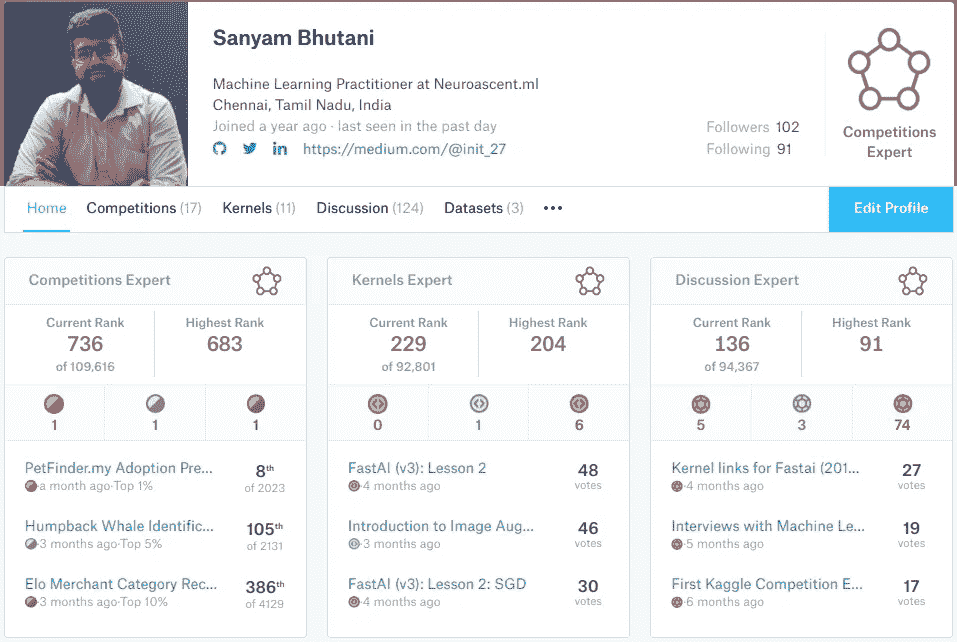 Sanyam Bhutani
Machine Learning Practitioner at Neuroascent.ml
Chennai, Tamil Nadu, India
Joined a year ago · last seen in the past day
in https://medium.com/@init_27
Followers 102
Following 91
Competitions
Expert
Home Competitions (17) Kernels (11) Discussion (124) Datasets (3) •••
Edit Profile
Competitions Expert
Current Rank
736
of 109,616
Highest Rank
683
1 1 1
PetFinder.my Adoption Pre...
a month ago·Top 1%
8th
of 2023
Humpback Whale Identific...
3 months ago·Top 5%
105th
of 2131
Elo Merchant Category Rec...
3 months ago·Top 10%
386th
of 4129
Kernels Expert
Current Rank
229
of 92,801
Highest Rank
204
0 1 6
FastAI (v3): Lesson 2
4 months ago
48
votes
Introduction to Image Aug...
3 months ago
46
votes
FastAI (v3): Lesson 2: SGD
4 months ago
30
votes
Discussion Expert
Current Rank
136
of 94,367
Highest Rank
91
5 3 74
Kernel links for Fastai (201...
4 months ago
27
votes
Interviews with Machine Le...
5 months ago
19
votes
First Kaggle Competition E...
6 months ago
17
votes